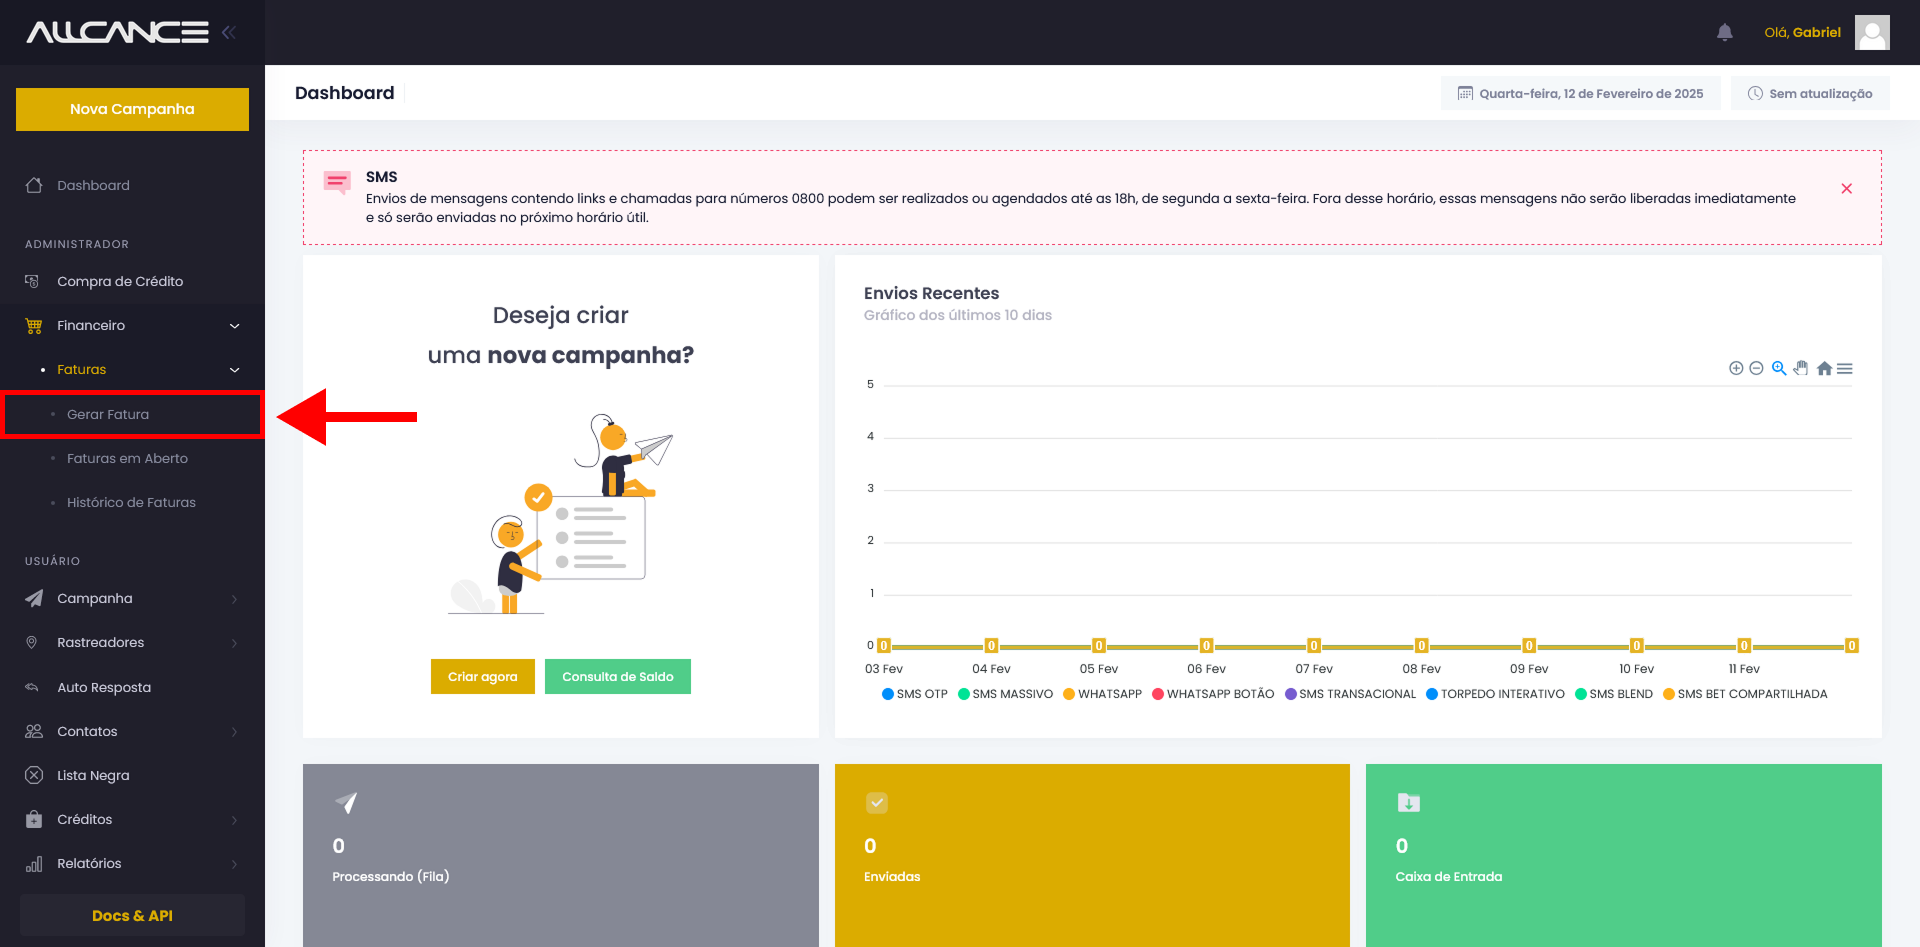 ALLCANCE
Olá, Gabriel
Nova Campanha
Dashboard
ADMINISTRADOR
Compra de Crédito
Financeiro
Faturas
Gerar Fatura
Faturas em Aberto
Histórico de Faturas
USUÁRIO
Campanha
Rastreadores
Auto Resposta
Contatos
Lista Negra
Créditos
Relatórios
Docs & API
Dashboard
Quarta-feira, 12 de Fevereiro de 2025
Sem atualização
SMS
Envios de mensagens contendo links e chamadas para números 0800 podem ser realizados ou agendados até as 18h, de segunda a sexta-feira. Fora desse horário, essas mensagens não serão liberadas imediatamente
e só serão enviadas no próximo horário útil.
Deseja criar
uma nova campanha?
Criar agora
Consulta de Saldo
Envios Recentes
Gráfico dos últimos 10 dias
5
4
3
2
1
0
0 0 0 0 0 0 0 0 0 0
03 Fev 04 Fev 05 Fev 06 Fev 07 Fev 08 Fev 09 Fev 10 Fev 11 Fev
SMS OTP SMS MASSIVO WHATSAPP WHATSAPP BOTÃO SMS TRANSACIONAL TORPEDO INTERATIVO SMS BLEND SMS BET COMPARTILHADA
0
Processando (Fila)
0
Enviadas
0
Caixa de Entrada